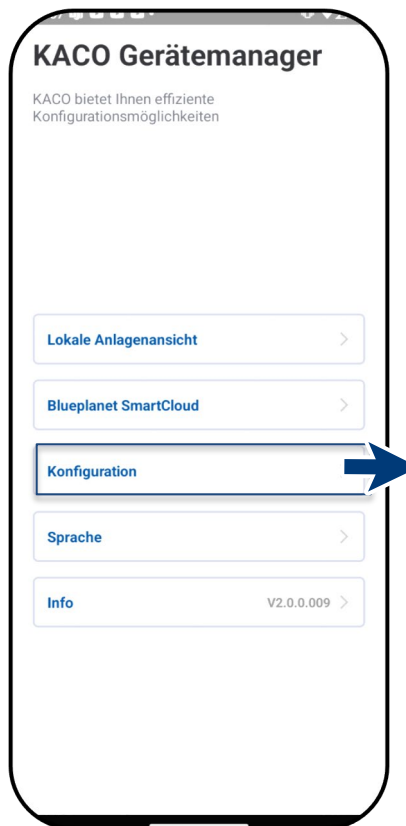 KACO Gerätemanager
KACO bietet Ihnen effiziente
Konfigurationsmöglichkeiten
Lokale Anlagenansicht
Blueplanet SmartCloud
Konfiguration
Sprache
Info V2.0.0.009